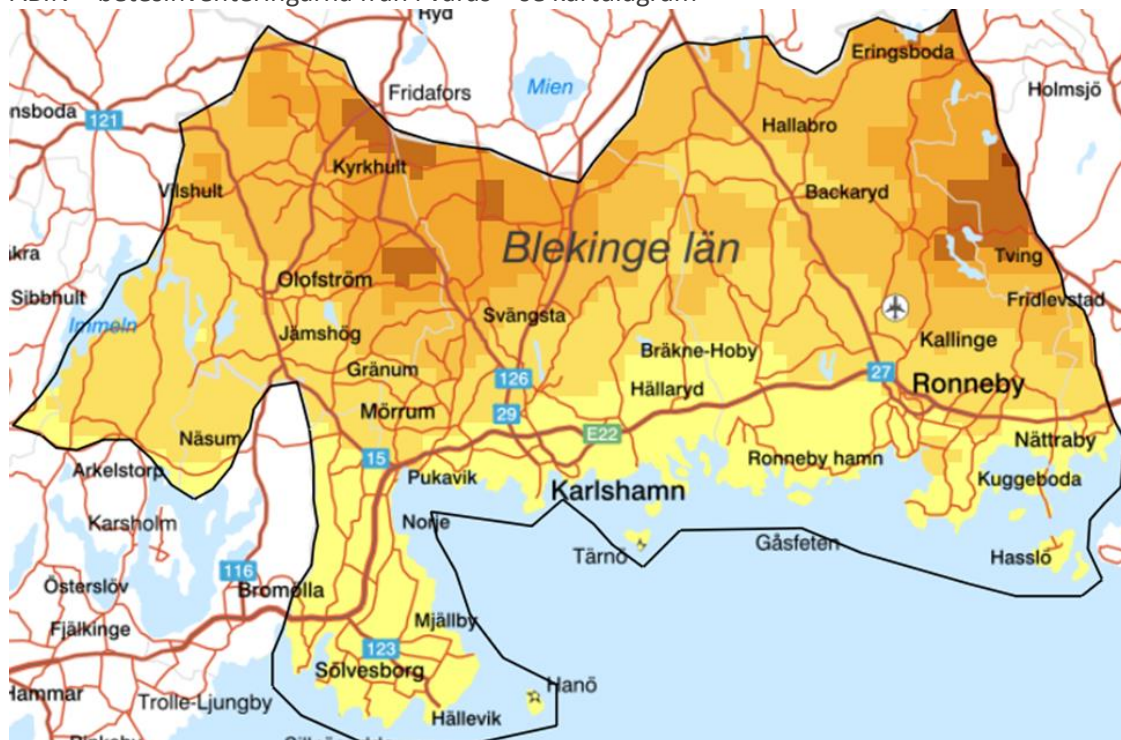 Ryd
Eringsboda
Mien
Fridafors
Holmsjö
nsboda
121
Hallabro
Kyrkhult
Vilshult
Backaryd
Blekinge län
kra
Tving
Olofström
Sibbhult
Fridlevstad
Immeln
Svängsta
Jämshög
Kallinge
Bräkne-Hoby
Gränum
126
27
Ronneby
Hällaryd
Mörrum
29
E22
Näsum
Nättraby
15
Ronneby hamn
Arkelstorp
Pukavik
Kuggeboda
Karlshamn
Karsholm
Norje
Gåsfeten
Tärnö
Hasslö
116
Österslöv
Bromölla
Mjällby
Fjälkinge
123
Sölvesborg
Hanö
Hammar
Trolle-Ljungby
Hällevik